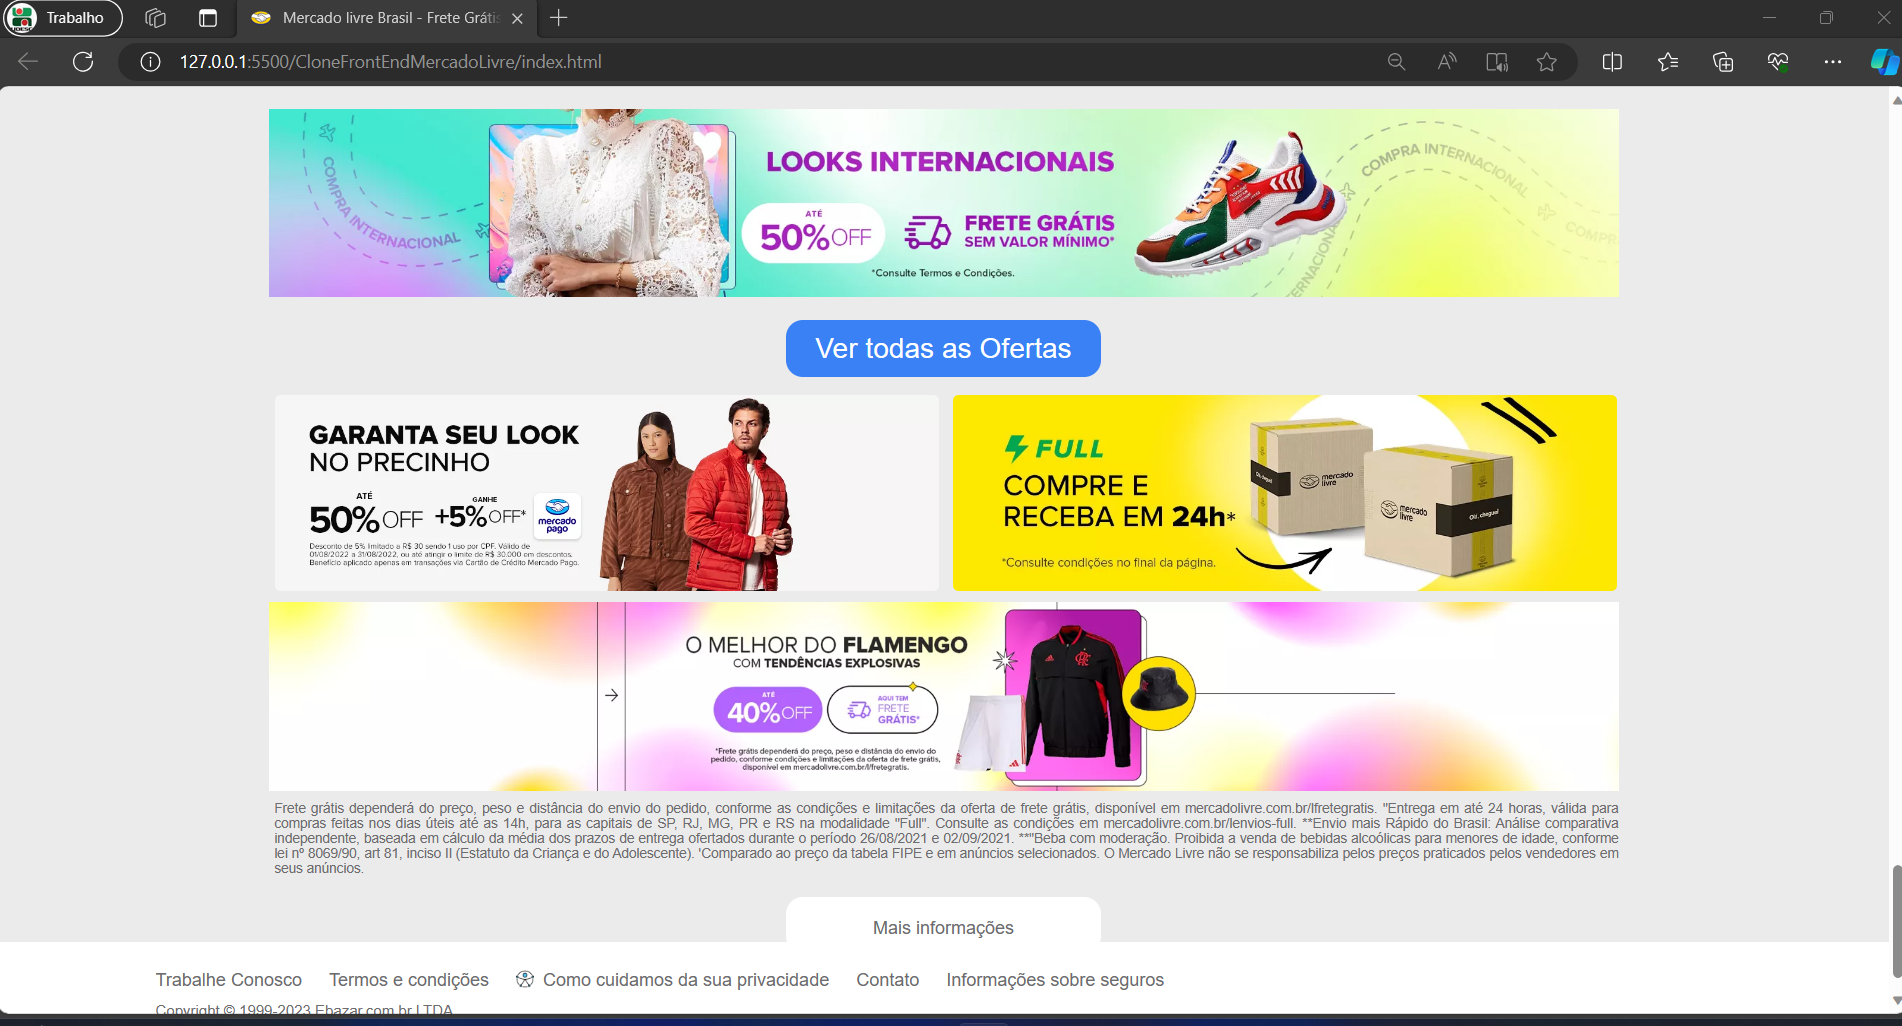 Trabalho
Mercado livre Brasil - Frete Grátis
127.0.0.1:5500/CloneFrontEndMercadoLivre/index.html
COMPRA INTERNACIONAL
LOOKS INTERNACIONAIS
ATÉ
50%OFF
FRETE GRÁTIS
SEM VALOR MÍNIMO*
*Consulte Termos e Condições.
COMPRA INTERNACIONAL
INTERNACIONAL
COMPR
Ver todas as Ofertas
GARANTA SEU LOOK
NO PRECINHO
ATÉ
50%OFF
GANHE
+5%OFF*
mercado
pago
Desconto de 5% limitado a R$ 30 sendo 1 uso por CPF. Válido de
01/08/2022 a 31/08/2022, ou até atingir o limite de R$ 30.000 em descontos.
Benefício aplicado apenas em transações via Cartão de Crédito Mercado Pago.
FULL
COMPRE E
RECEBA EM 24h*
*Consulte condições no final da página.
mercado
livre
mercado
livre
Oli, cheguei!
O MELHOR DO FLAMENGO
COM TENDÊNCIAS EXPLOSIVAS
ATÉ
40%OFF
AQUI TEM
FRETE
GRÁTIS*
*Frete grátis dependerá do preço, peso e distância do envio do
pedido, conforme condições e limitações da oferta de frete grátis,
disponível em mercadolivre.com.br/l/fretegratis.
Frete grátis dependerá do preço, peso e distância do envio do pedido, conforme as condições e limitações da oferta de frete grátis, disponível em mercadolivre.com.br/lfretegratis. "Entrega em até 24 horas, válida para
compras feitas nos dias úteis até as 14h, para as capitais de SP, RJ, MG, PR e RS na modalidade "Full". Consulte as condições em mercadolivre.com.br/lenvios-full. **Envio mais Rápido do Brasil: Análise comparativa
independente, baseada em cálculo da média dos prazos de entrega ofertados durante o período 26/08/2021 e 02/09/2021. **"Beba com moderação. Proibida a venda de bebidas alcoólicas para menores de idade, conforme
lei nº 8069/90, art 81, inciso II (Estatuto da Criança e do Adolescente). 'Comparado ao preço da tabela FIPE e em anúncios selecionados. O Mercado Livre não se responsabiliza pelos preços praticados pelos vendedores em
seus anúncios.
Mais informações
Trabalhe Conosco Termos e condições Como cuidamos da sua privacidade Contato Informações sobre seguros
Copyright © 1999-2023 Ebazar.com.br LTDA